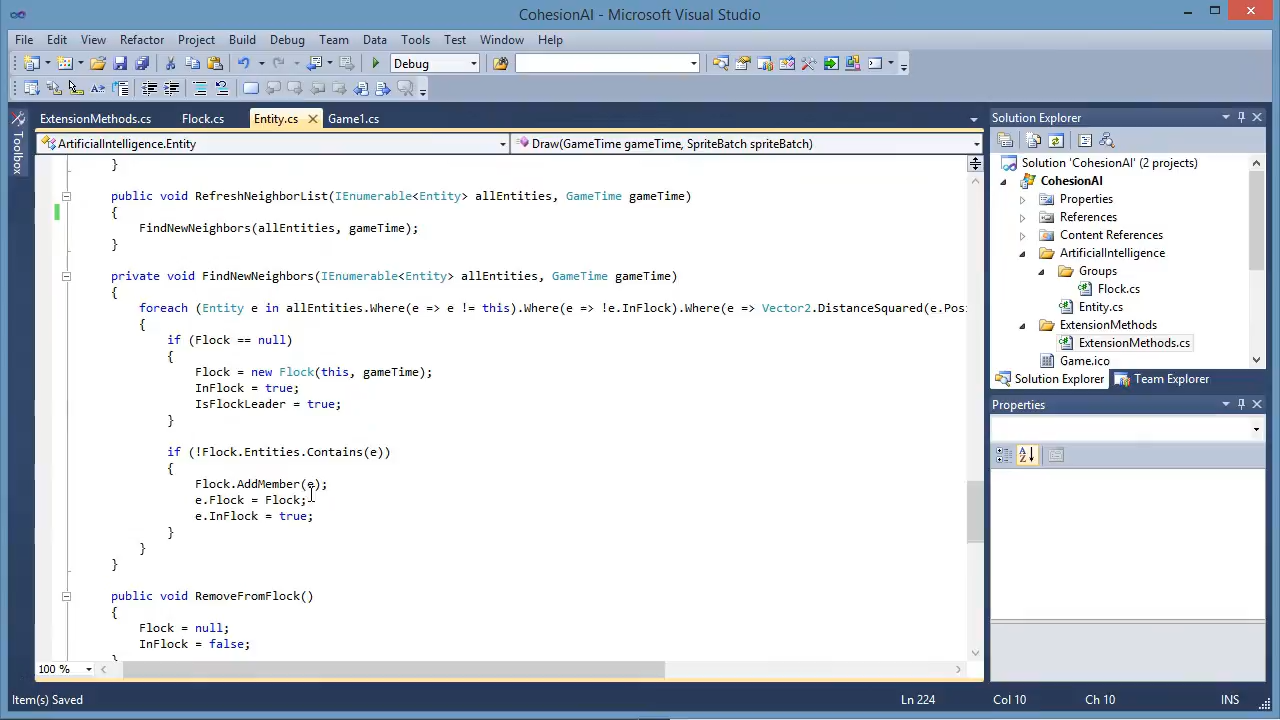 CohesionAI - Microsoft Visual Studio
File Edit View Refactor Project Build Debug Team Data Tools Test Window Help
Debug
ExtensionMethods.cs Flock.cs Entity.cs Game1.cs
ArtificialIntelligence.Entity Draw(GameTime gameTime, SpriteBatch spriteBatch)
Toolbox
}
public void RefreshNeighborList(IEnumerable<Entity> allEntities, GameTime gameTime)
{
FindNewNeighbors(allEntities, gameTime);
}
private void FindNewNeighbors(IEnumerable<Entity> allEntities, GameTime gameTime)
{
foreach (Entity e in allEntities.Where(e => e != this).Where(e => !e.InFlock).Where(e => Vector2.DistanceSquared(e.Posi
{
if (Flock == null)
{
Flock = new Flock(this, gameTime);
InFlock = true;
IsFlockLeader = true;
}
if (!Flock.Entities.Contains(e))
{
Flock.AddMember(e);
e.Flock = Flock;
e.InFlock = true;
}
}
}
public void RemoveFromFlock()
{
Flock = null;
InFlock = false;
}
100 %
Solution Explorer
Solution 'CohesionAI' (2 projects)
CohesionAI
Properties
References
Content References
ArtificialIntelligence
Groups
Flock.cs
Entity.cs
ExtensionMethods
ExtensionMethods.cs
Game.ico
Solution Explorer Team Explorer
Properties
Item(s) Saved Ln 224 Col 10 Ch 10 INS